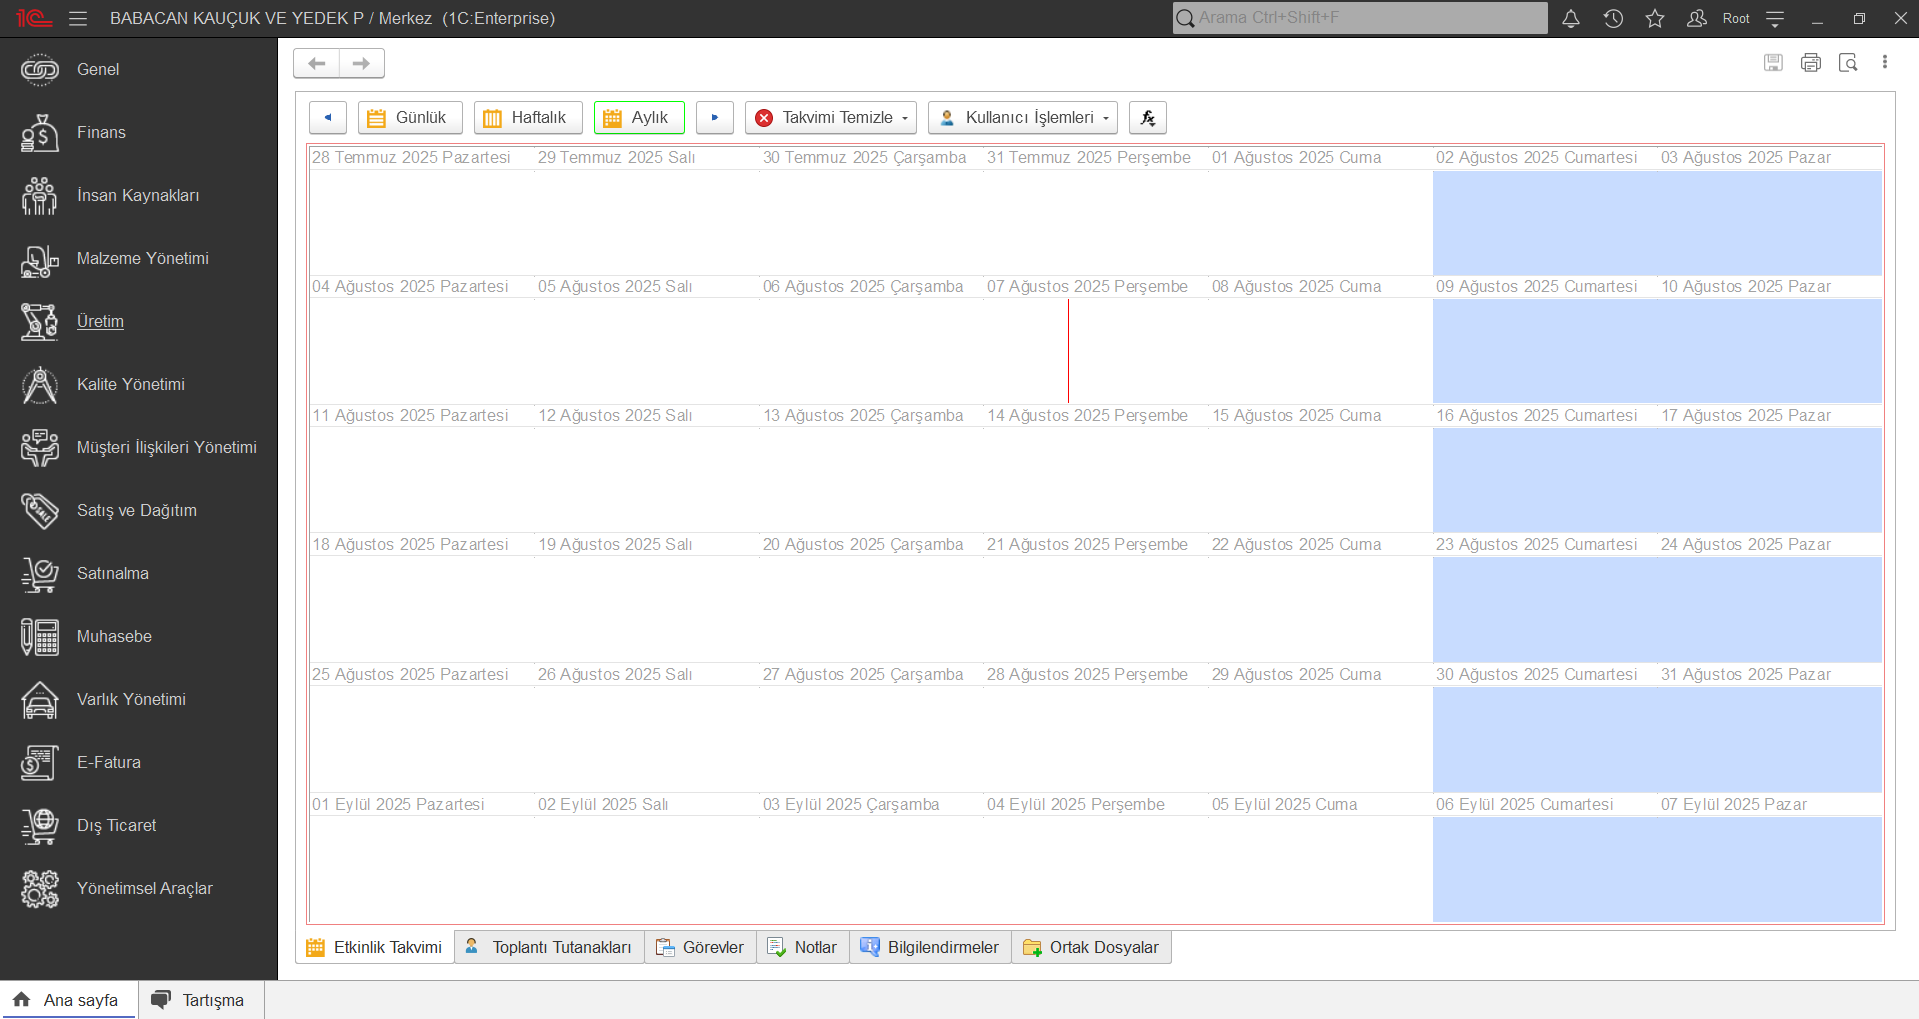 BABACAN KAUÇUK VE YEDEK P / Merkez (1C:Enterprise)
Arama Ctrl+Shift+F
Root
Genel
Finans
İnsan Kaynakları
Malzeme Yönetimi
Üretim
Kalite Yönetimi
Müşteri İlişkileri Yönetimi
Satış ve Dağıtım
Satınalma
Muhasebe
Varlık Yönetimi
E-Fatura
Dış Ticaret
Yönetimsel Araçlar
Günlük Haftalık Aylık Takvimi Temizle Kullanıcı İşlemleri fx
28 Temmuz 2025 Pazartesi 29 Temmuz 2025 Salı 30 Temmuz 2025 Çarşamba 31 Temmuz 2025 Perşembe 01 Ağustos 2025 Cuma 02 Ağustos 2025 Cumartesi 03 Ağustos 2025 Pazar
04 Ağustos 2025 Pazartesi 05 Ağustos 2025 Salı 06 Ağustos 2025 Çarşamba 07 Ağustos 2025 Perşembe 08 Ağustos 2025 Cuma 09 Ağustos 2025 Cumartesi 10 Ağustos 2025 Pazar
11 Ağustos 2025 Pazartesi 12 Ağustos 2025 Salı 13 Ağustos 2025 Çarşamba 14 Ağustos 2025 Perşembe 15 Ağustos 2025 Cuma 16 Ağustos 2025 Cumartesi 17 Ağustos 2025 Pazar
18 Ağustos 2025 Pazartesi 19 Ağustos 2025 Salı 20 Ağustos 2025 Çarşamba 21 Ağustos 2025 Perşembe 22 Ağustos 2025 Cuma 23 Ağustos 2025 Cumartesi 24 Ağustos 2025 Pazar
25 Ağustos 2025 Pazartesi 26 Ağustos 2025 Salı 27 Ağustos 2025 Çarşamba 28 Ağustos 2025 Perşembe 29 Ağustos 2025 Cuma 30 Ağustos 2025 Cumartesi 31 Ağustos 2025 Pazar
01 Eylül 2025 Pazartesi 02 Eylül 2025 Salı 03 Eylül 2025 Çarşamba 04 Eylül 2025 Perşembe 05 Eylül 2025 Cuma 06 Eylül 2025 Cumartesi 07 Eylül 2025 Pazar
Etkinlik Takvimi Toplantı Tutanakları Görevler Notlar Bilgilendirmeler Ortak Dosyalar
Ana sayfa Tartışma